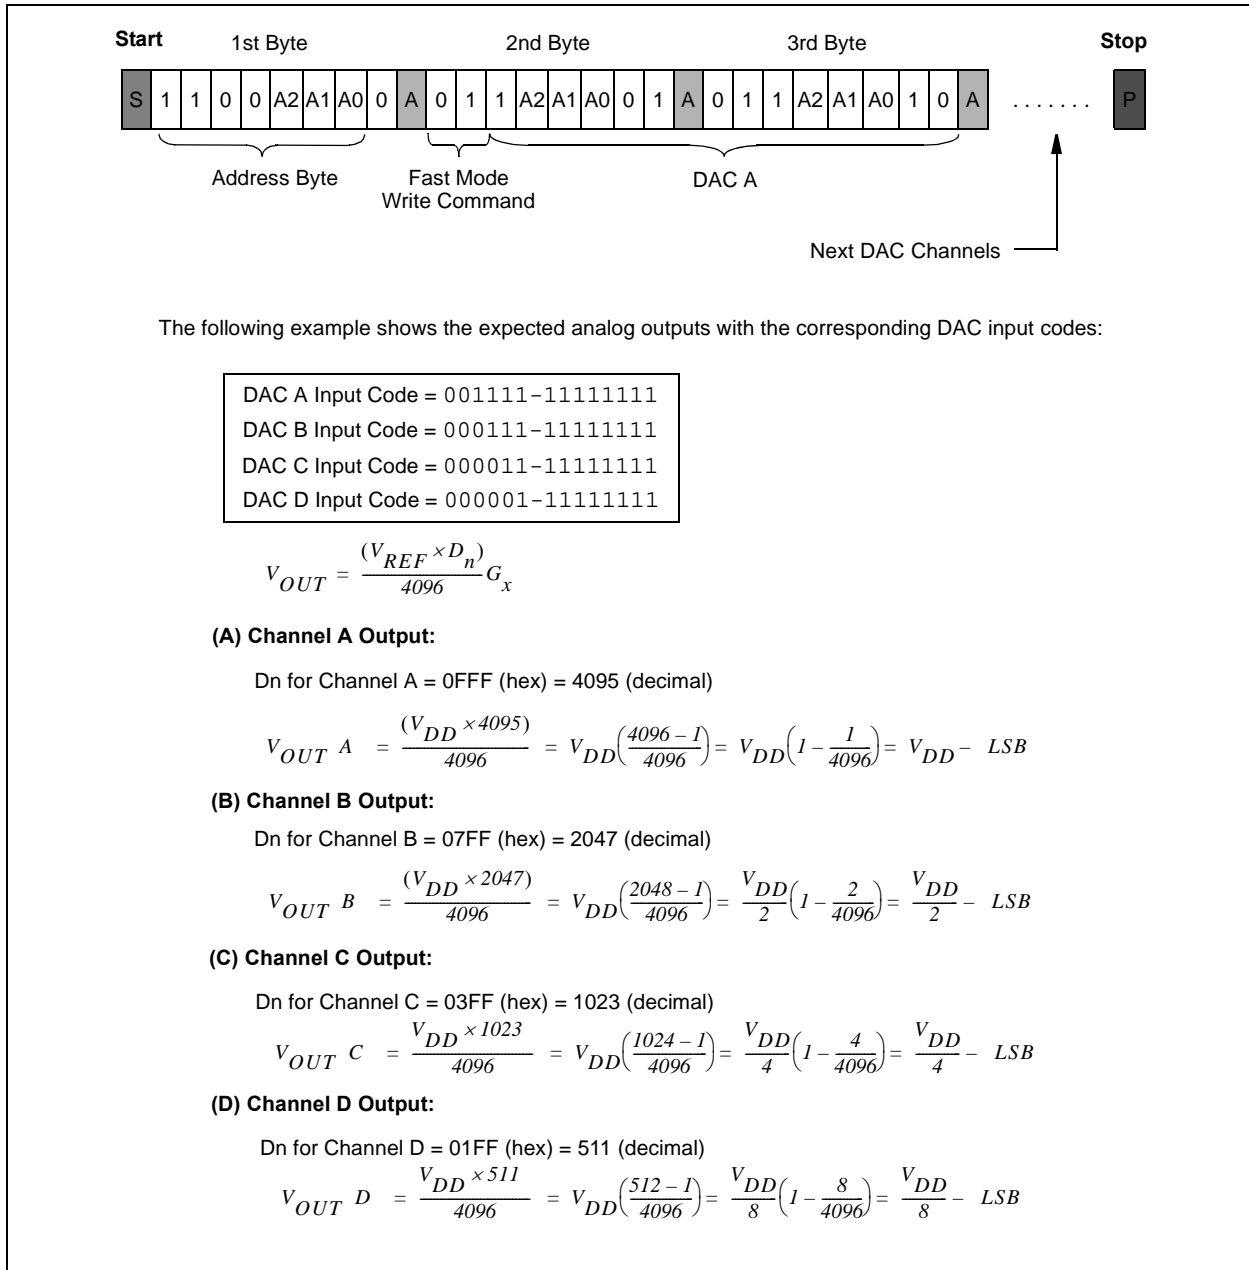 Start 1st Byte 2nd Byte 3rd Byte Stop
S 1 1 0 0 A2 A1 A0 0 A 0 1 1 A2 A1 A0 0 1 A 0 1 1 A2 A1 A0 1 0 A ....... P
Address Byte Fast Mode DAC A
Write Command
Next DAC Channels
The following example shows the expected analog outputs with the corresponding DAC input codes:
DAC A Input Code = 001111-11111111
DAC B Input Code = 000111-11111111
DAC C Input Code = 000011-11111111
DAC D Input Code = 000001-11111111
V_OUT = (V_REF × D_n) / 4096 G_x
(A) Channel A Output:
Dn for Channel A = 0FFF (hex) = 4095 (decimal)
V_OUT A = (V_DD × 4095) / 4096 = V_DD((4096 – 1) / 4096) = V_DD(1 – 1 / 4096) = V_DD – LSB
(B) Channel B Output:
Dn for Channel B = 07FF (hex) = 2047 (decimal)
V_OUT B = (V_DD × 2047) / 4096 = V_DD((2048 – 1) / 4096) = V_DD / 2 (1 – 2 / 4096) = V_DD / 2 – LSB
(C) Channel C Output:
Dn for Channel C = 03FF (hex) = 1023 (decimal)
V_OUT C = V_DD × 1023 / 4096 = V_DD((1024 – 1) / 4096) = V_DD / 4 (1 – 4 / 4096) = V_DD / 4 – LSB
(D) Channel D Output:
Dn for Channel D = 01FF (hex) = 511 (decimal)
V_OUT D = V_DD × 511 / 4096 = V_DD((512 – 1) / 4096) = V_DD / 8 (1 – 8 / 4096) = V_DD / 8 – LSB